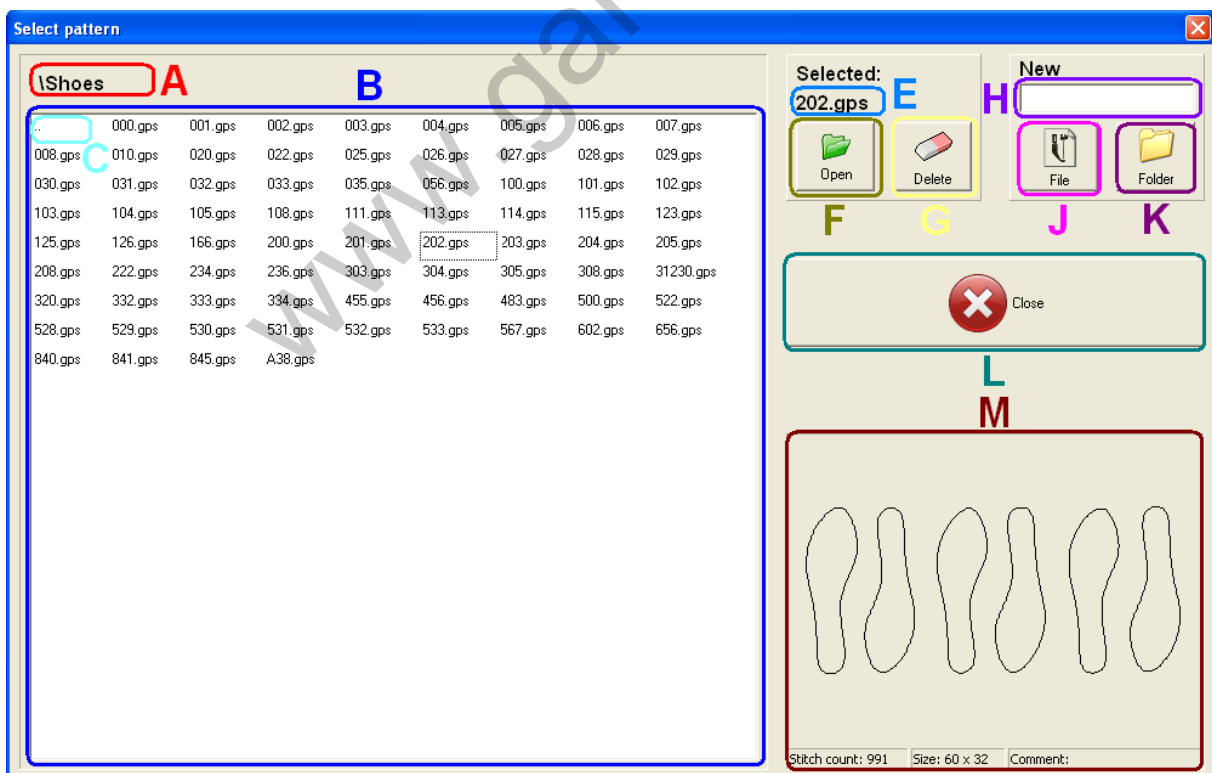 Select pattern
\Shoes
A
B
.. 000.gps 001.gps 002.gps 003.gps 004.gps 005.gps 006.gps 007.gps
C
008.gps 010.gps 020.gps 022.gps 025.gps 026.gps 027.gps 028.gps 029.gps
030.gps 031.gps 032.gps 033.gps 035.gps 056.gps 100.gps 101.gps 102.gps
103.gps 104.gps 105.gps 108.gps 111.gps 113.gps 114.gps 115.gps 123.gps
125.gps 126.gps 166.gps 200.gps 201.gps 202.gps 203.gps 204.gps 205.gps
208.gps 222.gps 234.gps 236.gps 303.gps 304.gps 305.gps 308.gps 31230.gps
320.gps 332.gps 333.gps 334.gps 455.gps 456.gps 483.gps 500.gps 522.gps
528.gps 529.gps 530.gps 531.gps 532.gps 533.gps 567.gps 602.gps 656.gps
840.gps 841.gps 845.gps A38.gps
Selected:
202.gps
E
Open
Delete
F
G
New
H
File
Folder
J
K
Close
L
M
Stitch count: 991 Size: 60 x 32 Comment:
www.gar